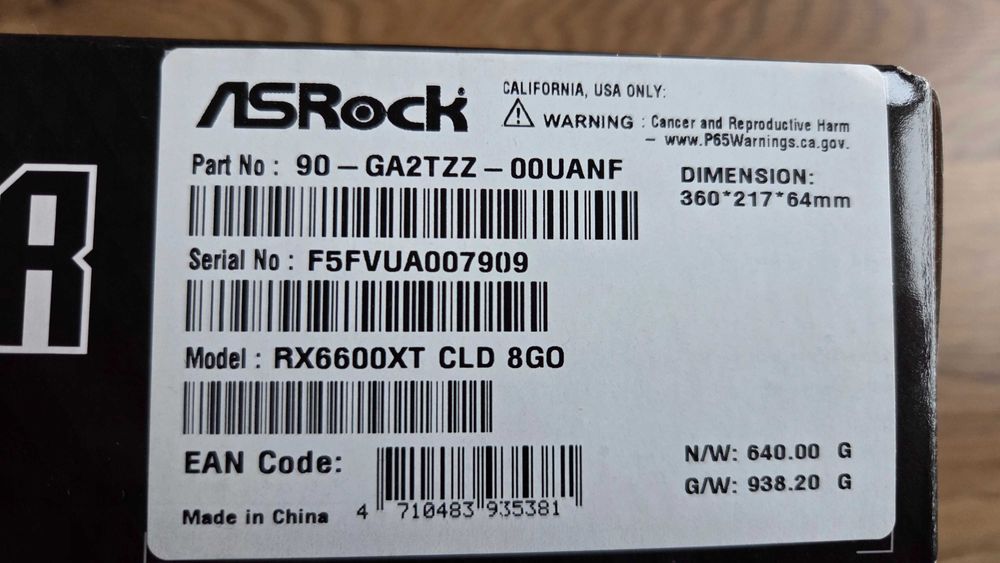 ASRock
CALIFORNIA, USA ONLY:
⚠ WARNING : Cancer and Reproductive Harm
– www.P65Warnings.ca.gov.
Part No : 90 – GA2TZZ – 00UANF
DIMENSION:
360*217*64mm
Serial No : F5FVUA007909
Model : RX6600XT CLD 8GO
EAN Code:
4 710483 935381
N/W: 640.00 G
G/W: 938.20 G
Made in China